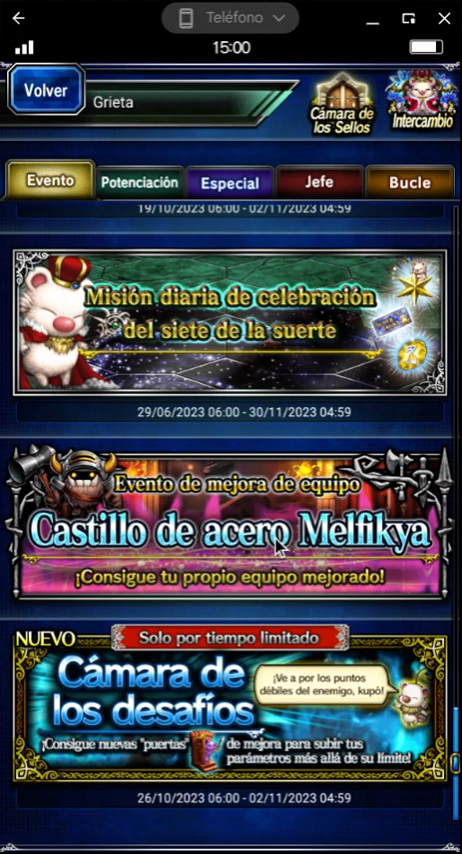 Teléfono
15:00
Volver
Grieta
Cámara de
los Sellos
Intercambio
Evento
Potenciación
Especial
Jefe
Bucle
19/10/2023 06:00 - 02/11/2023 04:59
Misión diaria de celebración
del siete de la suerte
7
29/06/2023 06:00 - 30/11/2023 04:59
Evento de mejora de equipo
Castillo de acero Melfikya
¡Consigue tu propio equipo mejorado!
NUEVO
Solo por tiempo limitado
Cámara de
los desafíos
¡Ve a por los puntos
débiles del enemigo, kupó!
¡Consigue nuevas "puertas" de mejora para subir tus
parámetros más allá de su límite!
26/10/2023 06:00 - 02/11/2023 04:59